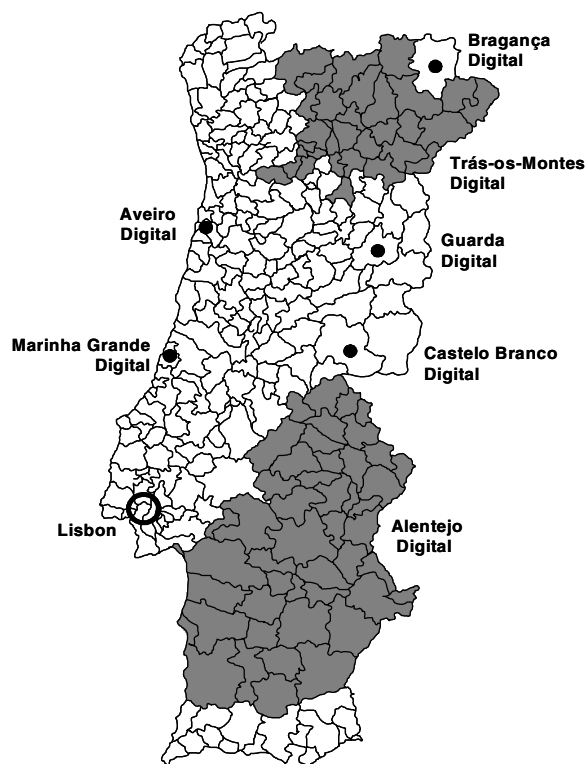 Bragança
Digital
Trás-os-Montes
Digital
Aveiro
Digital
Guarda
Digital
Marinha Grande
Digital
Castelo Branco
Digital
Lisbon
Alentejo
Digital